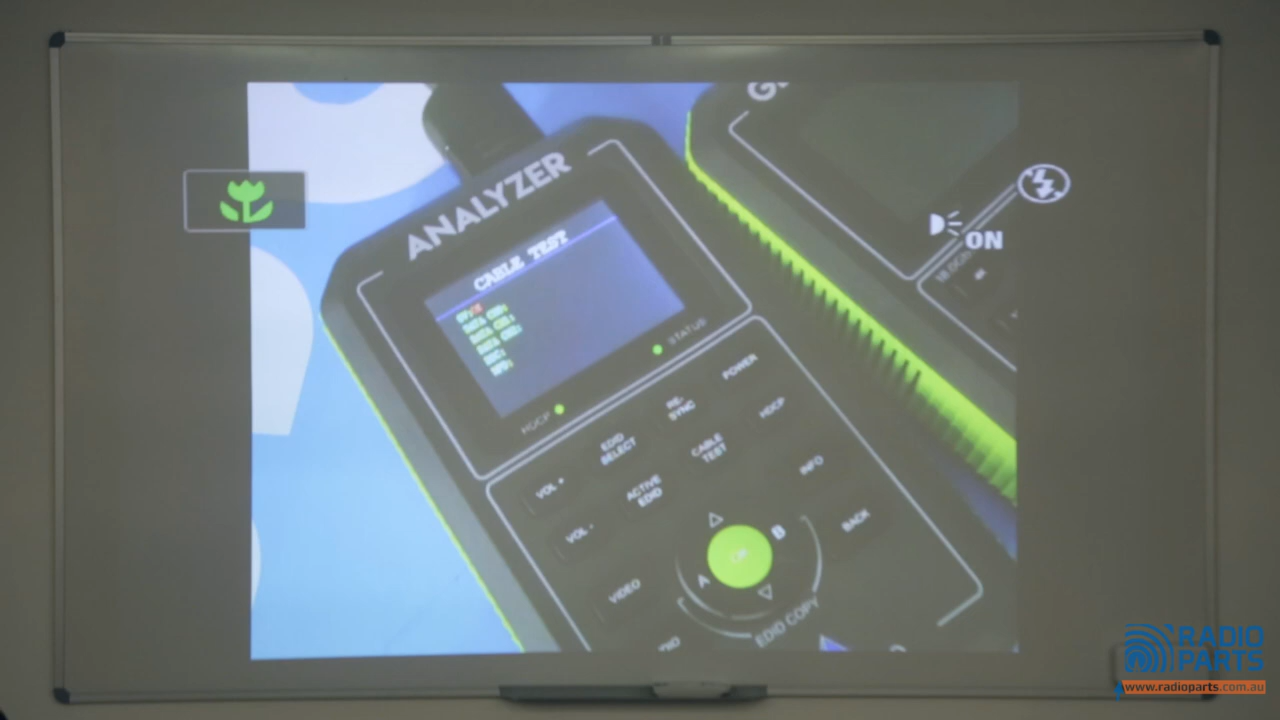 ANALYZER
CABLE TEST
HDCP
STATUS
ON
POWER
RE-
SYNC
HDCP
EDID
SELECT
CABLE
TEST
INFO
VOL +
ACTIVE
EDID
BACK
VOL -
B
OK
A
VIDEO
EDID COPY
RADIO
PARTS
www.radioparts.com.au